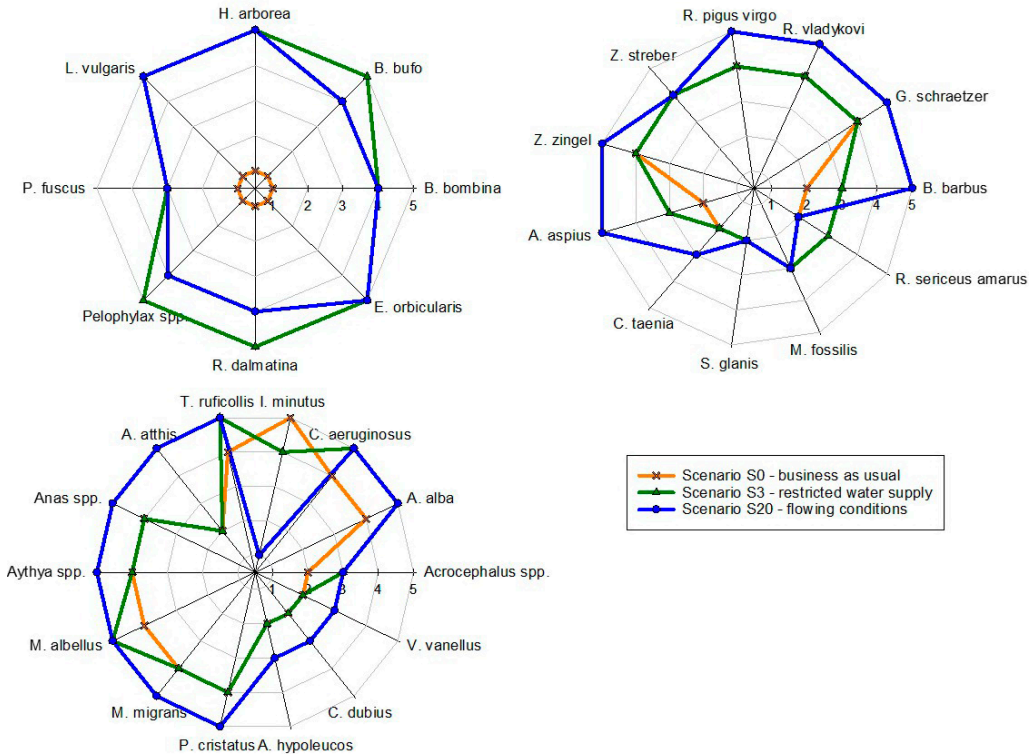 H. arborea
L. vulgaris
B. bufo
P. fuscus
1 2 3 4 5
B. bombina
Pelophylax spp.
E. orbicularis
R. dalmatina
R. pigus virgo
R. vladykovi
Z. streber
G. schraetzer
Z. zingel
1 2 3 4 5
B. barbus
A. aspius
R. sericeus amarus
C. taenia
M. fossilis
S. glanis
T. ruficollis I. minutus
A. atthis
C. aeruginosus
Anas spp.
A. alba
Aythya spp.
1 2 3 4 5
Acrocephalus spp.
M. albellus
V. vanellus
M. migrans
C. dubius
P. cristatus A. hypoleucos
Scenario S0 - business as usual
Scenario S3 - restricted water supply
Scenario S20 - flowing conditions